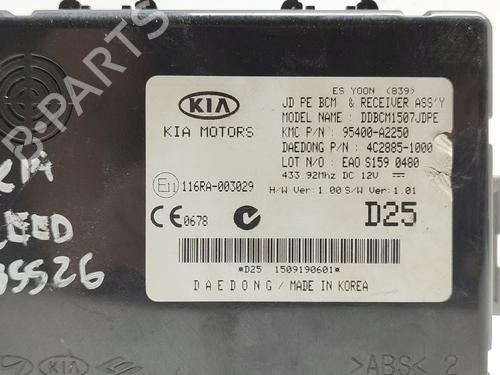 ES YOON (839)
JD PE BCM & RECEIVER ASS'Y
MODEL NAME : DDBCM1507JDPE
KMC P/N : 95400-A2250
DAEDONG P/N : 4C2885-1000
LOT N/O : EAO S159 0480
433.92Mhz DC 12V
H/W Ver: 1.00 S/W Ver: 1.01
KIA
KIA MOTORS
E11 116RA-003029
CE 0678
D25
*D25 1509190601*
DAEDONG / MADE IN KOREA
KIA
>ABS< 2
B-PARTS